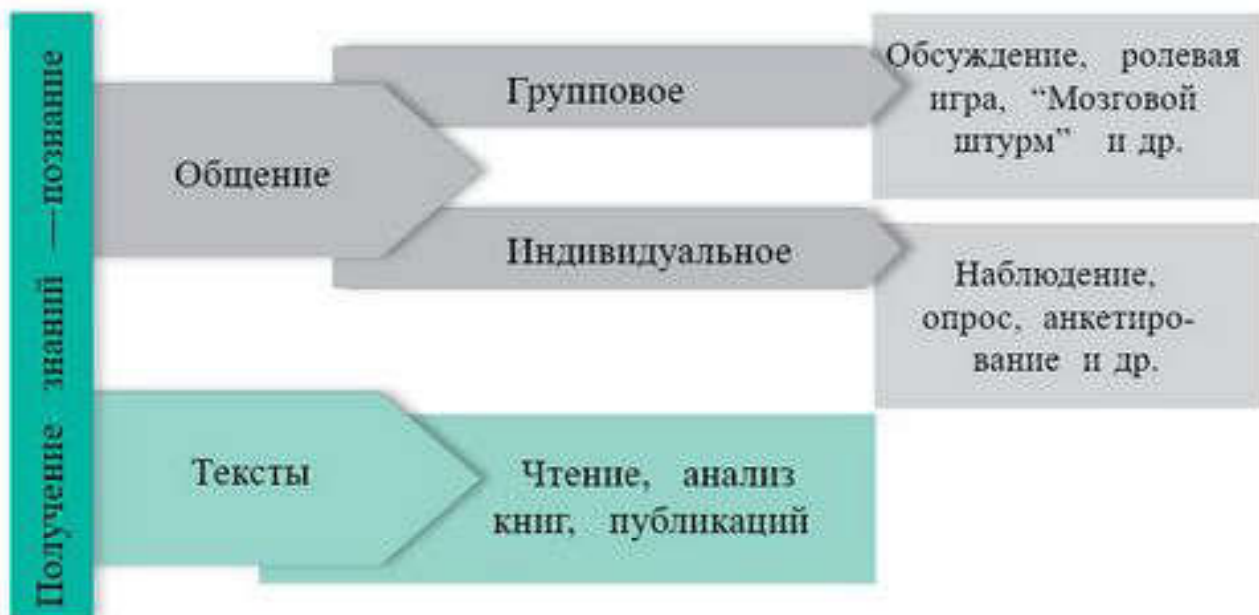 Получение знаний —познание
Общение
Групповое
Обсуждение, ролевая
игра, “Мозговой
штурм” и др.
Индивидуальное
Наблюдение,
опрос, анкетиро-
вание и др.
Тексты
Чтение, анализ
книг, публикаций